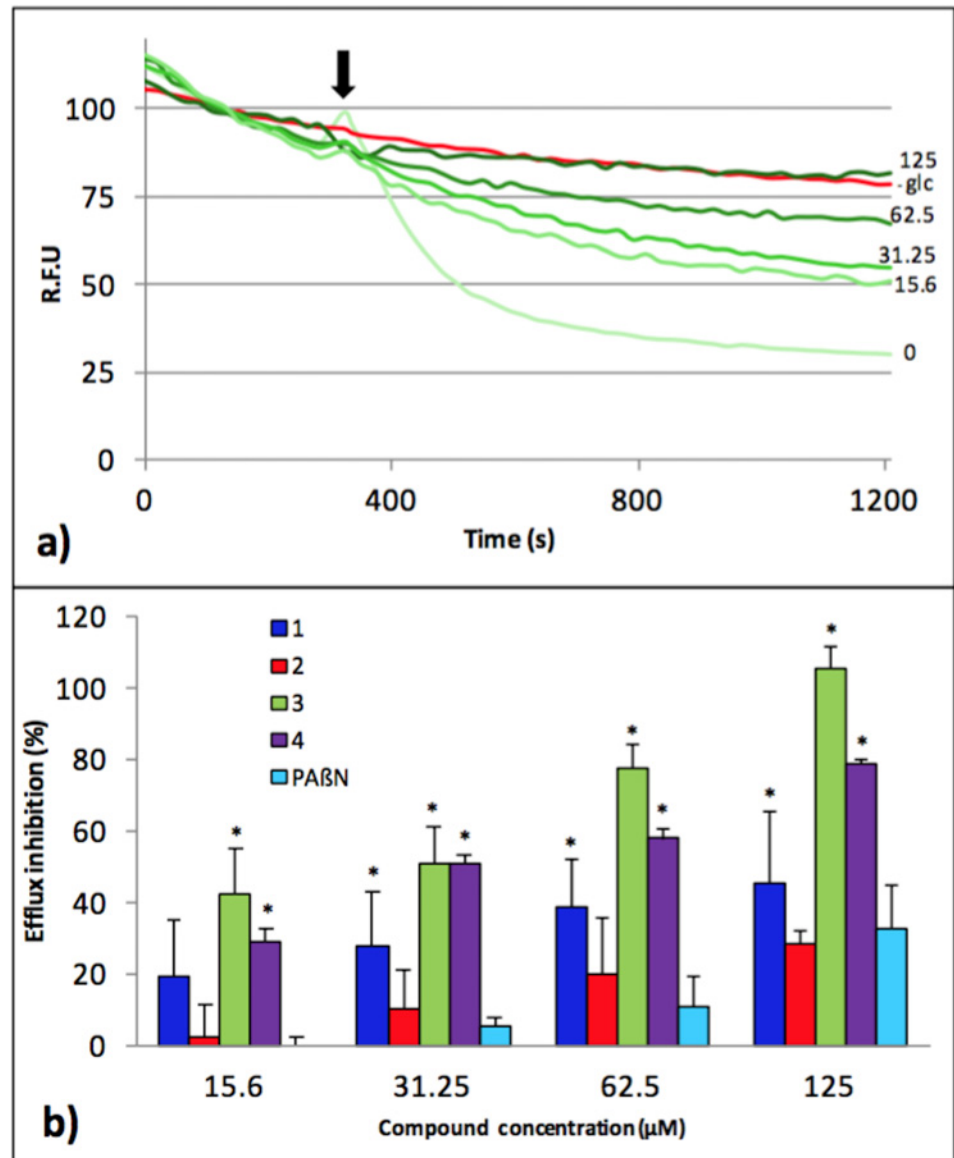 100
75
50
25
0
R.F.U
0 400 800 1200
Time (s)
125
-glc
62.5
31.25
15.6
0
a)
120
100
80
60
40
20
0
Efflux inhibition (%)
1
2
3
4
PAßN
* * * * * * * * * * *
15.6 31.25 62.5 125
Compound concentration (µM)
b)